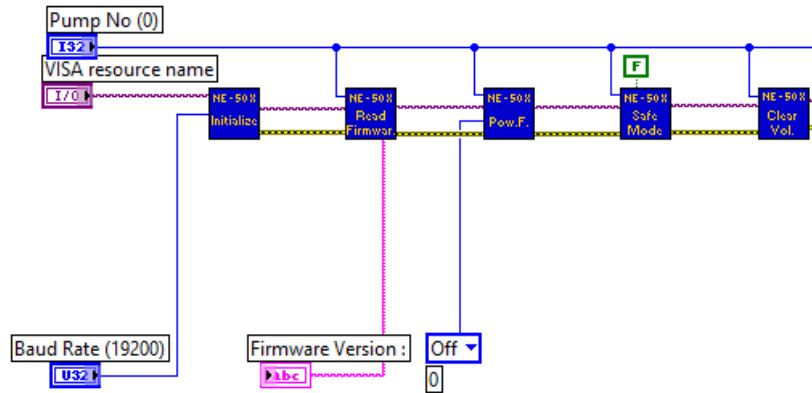 Pump No (0)
I32
VISA resource name
I/O
F
NE-50X
Initialize
NE-50X
Read
Firmwar
NE-50X
Pow.F.
NE-50X
Safe
Mode
NE-50X
Clear
Vol.
Baud Rate (19200)
U32
Firmware Version :
abc
Off
0